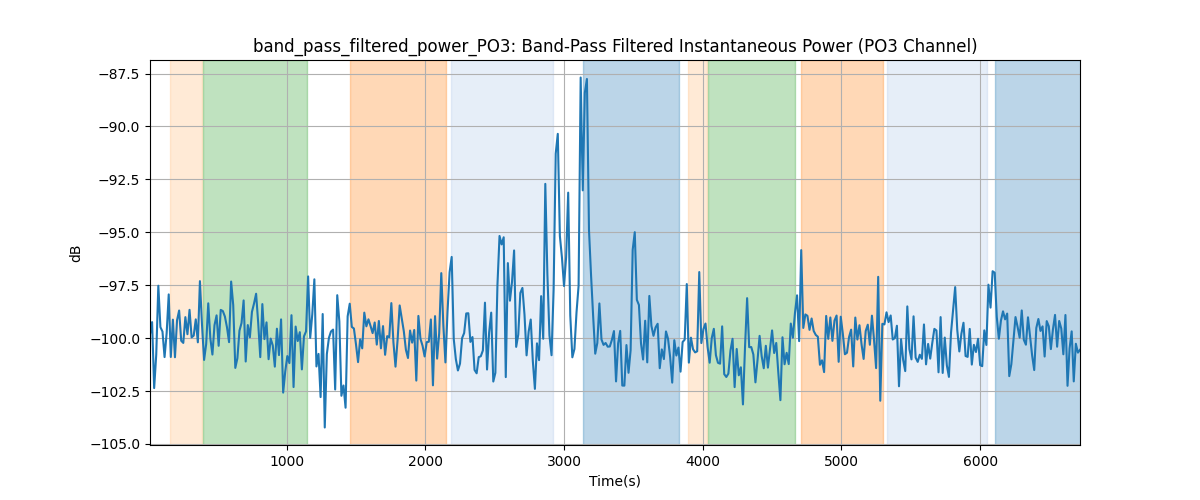 band_pass_filtered_power_PO3: Band-Pass Filtered Instantaneous Power (PO3 Channel)
−87.5
−90.0
−92.5
−95.0
−97.5
−100.0
−102.5
−105.0
dB
1000 2000 3000 4000 5000 6000
Time(s)